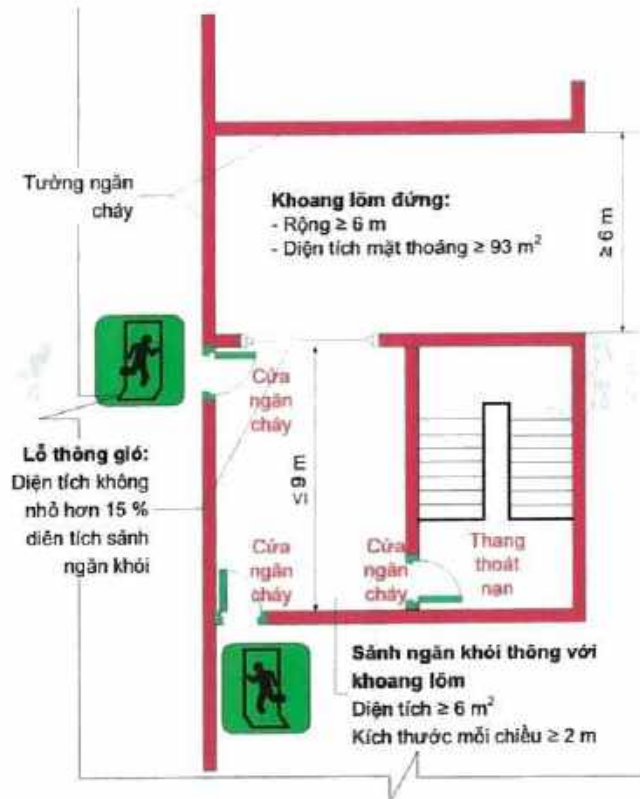 Tường ngăn
cháy
Khoang lõm đứng:
- Rộng ≥ 6 m
- Diện tích mặt thoáng ≥ 93 m²
≥ 6 m
Cửa
ngăn
cháy
≤ 9 m
Lỗ thông gió:
Diện tích không
nhỏ hơn 15 %
diên tích sảnh
ngăn khói
Cửa
ngăn
cháy
Cửa
ngăn
cháy
Thang
thoát
nạn
Sảnh ngăn khói thông với
khoang lõm
Diện tích ≥ 6 m²
Kích thước mỗi chiều ≥ 2 m